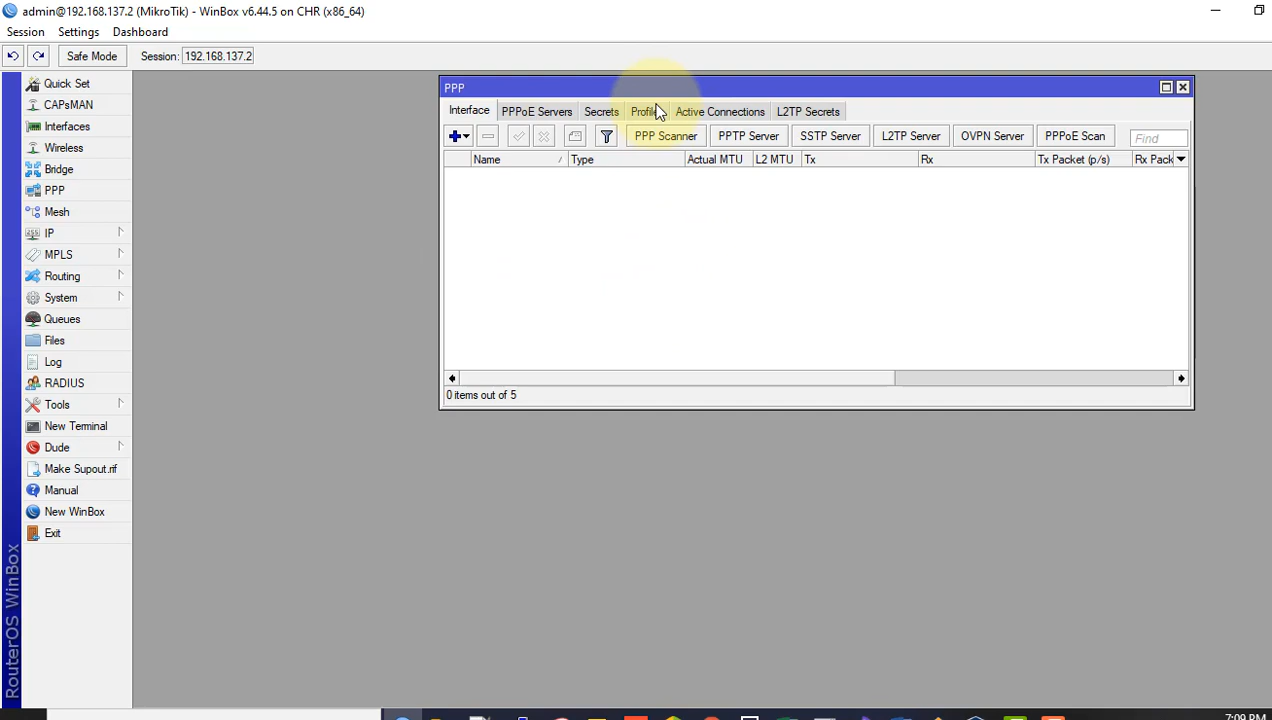 admin@192.168.137.2 (MikroTik) - WinBox v6.44.5 on CHR (x86_64)
Session Settings Dashboard
Safe Mode Session: 192.168.137.2
Quick Set
CAPsMAN
Interfaces
Wireless
Bridge
PPP
Mesh
IP
MPLS
Routing
System
Queues
Files
Log
RADIUS
Tools
New Terminal
Dude
Make Supout.rif
Manual
New WinBox
Exit
RouterOS WinBox
PPP
Interface PPPoE Servers Secrets Profiles Active Connections L2TP Secrets
PPP Scanner PPTP Server SSTP Server L2TP Server OVPN Server PPPoE Scan Find
Name Type Actual MTU L2 MTU Tx Rx Tx Packet (p/s) Rx Pack
0 items out of 5
7:09 PM